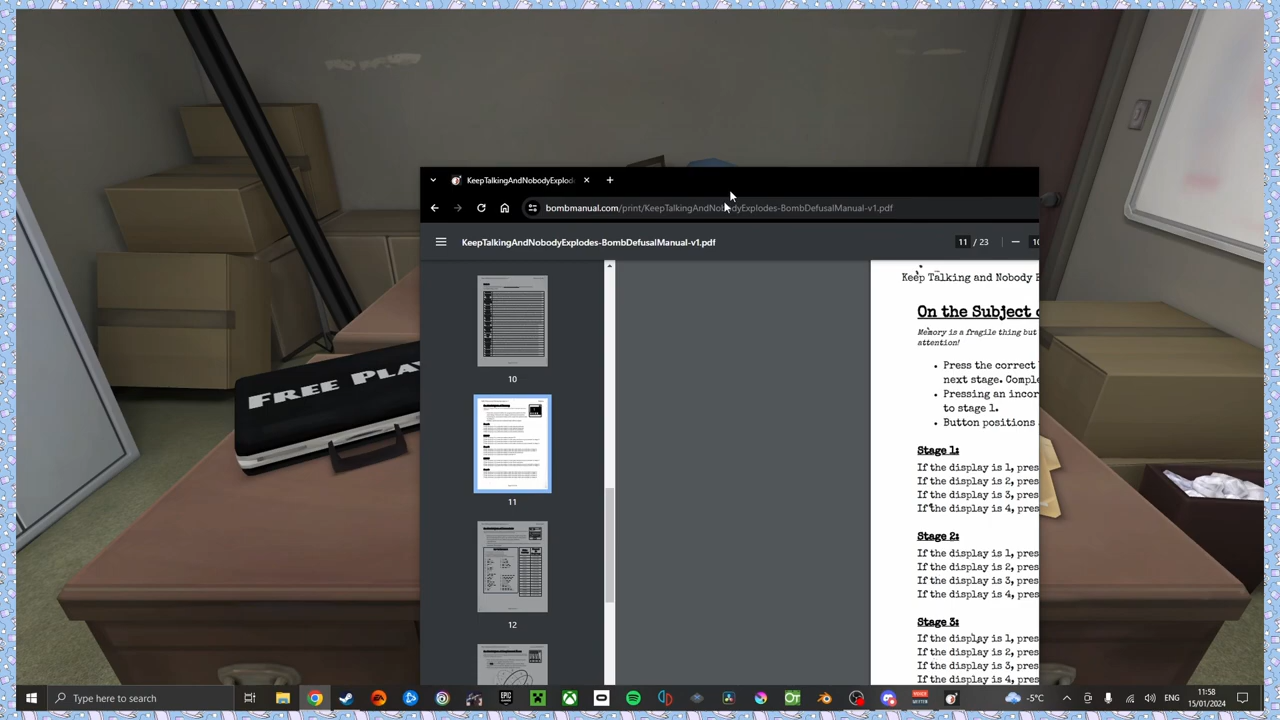 FREE PLA
KeepTalkingAndNobodyExplod
bombmanual.com/print/KeepTalkingAndNobodyExplodes-BombDefusalManual-v1.pdf
KeepTalkingAndNobodyExplodes-BombDefusalManual-v1.pdf
11 / 23
10
10
11
12
Keep Talking and Nobody E
On the Subject o
Memory is a fragile thing but
attention!
• Press the correct
next stage. Comple
• Pressing an incor
to stage 1.
• Button positions
Stage 1:
If the display is 1, pres
If the display is 2, pres
If the display is 3, pres
If the display is 4, pres
Stage 2:
If the display is 1, pres
If the display is 2, pres
If the display is 3, pres
If the display is 4, pres
Stage 3:
If the display is 1, pres
If the display is 2, pres
If the display is 3, pres
If the display is 4, pres
Type here to search
EPIC
-5°C
ENG
11:58
15/01/2024